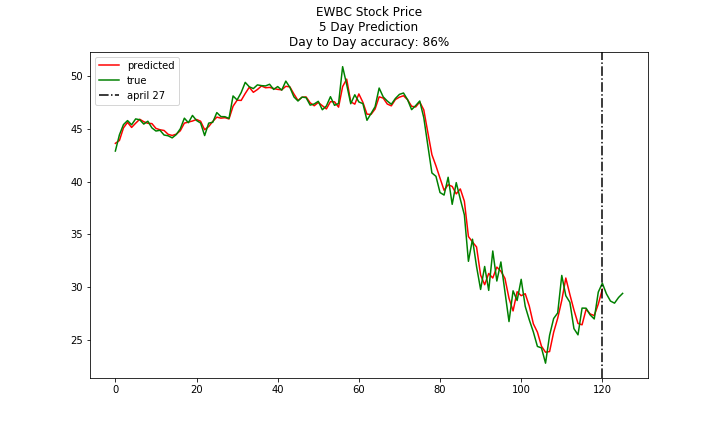 EWBC Stock Price
5 Day Prediction
Day to Day accuracy: 86%
predicted
true
april 27
50
45
40
35
30
25
0 20 40 60 80 100 120